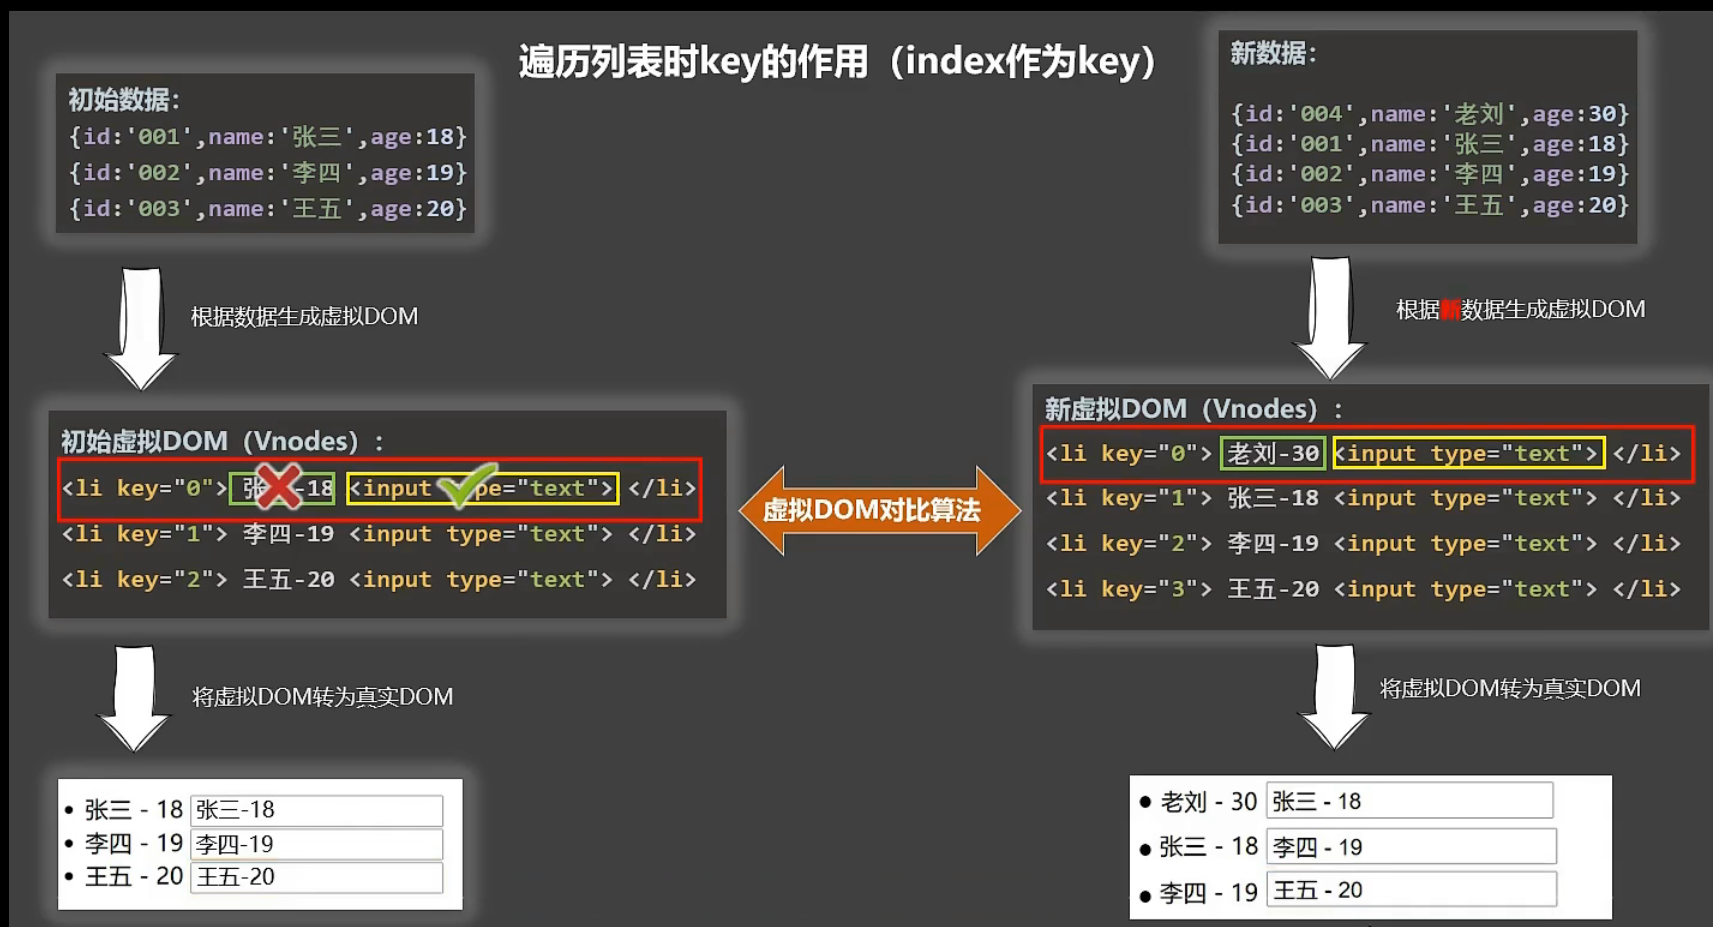 遍历列表时key的作用（index作为key）
初始数据：
{id:'001',name:'张三',age:18}
{id:'002',name:'李四',age:19}
{id:'003',name:'王五',age:20}
根据数据生成虚拟DOM
初始虚拟DOM（Vnodes）：
<li key="0"> 张-18 <input type="text"> </li>
<li key="1"> 李四-19 <input type="text"> </li>
<li key="2"> 王五-20 <input type="text"> </li>
将虚拟DOM转为真实DOM
• 张三 - 18 张三-18
• 李四 - 19 李四-19
• 王五 - 20 王五-20
虚拟DOM对比算法
新数据：
{id:'004',name:'老刘',age:30}
{id:'001',name:'张三',age:18}
{id:'002',name:'李四',age:19}
{id:'003',name:'王五',age:20}
根据新数据生成虚拟DOM
新虚拟DOM（Vnodes）：
<li key="0"> 老刘-30 <input type="text"> </li>
<li key="1"> 张三-18 <input type="text"> </li>
<li key="2"> 李四-19 <input type="text"> </li>
<li key="3"> 王五-20 <input type="text"> </li>
将虚拟DOM转为真实DOM
• 老刘 - 30 张三 - 18
• 张三 - 18 李四 - 19
• 李四 - 19 王五 - 20